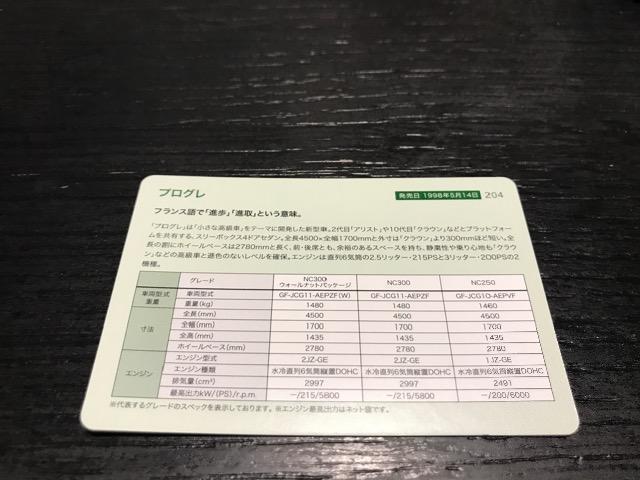 プログレ
発売日 1998年5月14日 204
フランス語で「進歩」「進取」という意味。
「プログレ」は「小さな高級車」をテーマに開発した新型車。2代目「アリスト」や10代目「クラウン」などとプラットフォー
ムを共有する、スリーボックス4ドアセダン。全長4500×全幅1700mmと外寸は「クラウン」より300mmほど短い。全
長の割にホイールベースは2780mmと長く、前・後席とも、余裕のあるスペースを持ち、静粛性や乗り心地も「クラウ
ン」などの高級車と遜色のないレベルを確保。エンジンは直列6気筒の2.5リッター・215PSと3リッター・200PSの2
機種。
グレード NC300・ウォールナットパッケージ NC300 NC250
車両型式 重量 車両型式 GF-JCG11-AEPZF(W) GF-JCG11-AEPZF GF-JCG10-AEPVF
重量(kg) 1480 1480 1460
寸法 全長(mm) 4500 4500 4500
全幅(mm) 1700 1700 1700
全高(mm) 1435 1435 1435
ホイールベース(mm) 2780 2780 2780
エンジン エンジン型式 2JZ-GE 2JZ-GE 1JZ-GE
エンジン種類 水冷直列6気筒縦置DOHC 水冷直列6気筒縦置DOHC 水冷直列6気筒縦置DOHC
排気量(cm³) 2997 2997 2491
最高出力kW/(PS)/r.p.m. −/215/5800 −/215/5800 −/200/6000
※代表するグレードのスペックを表示しております。※エンジン最高出力はネット値です。